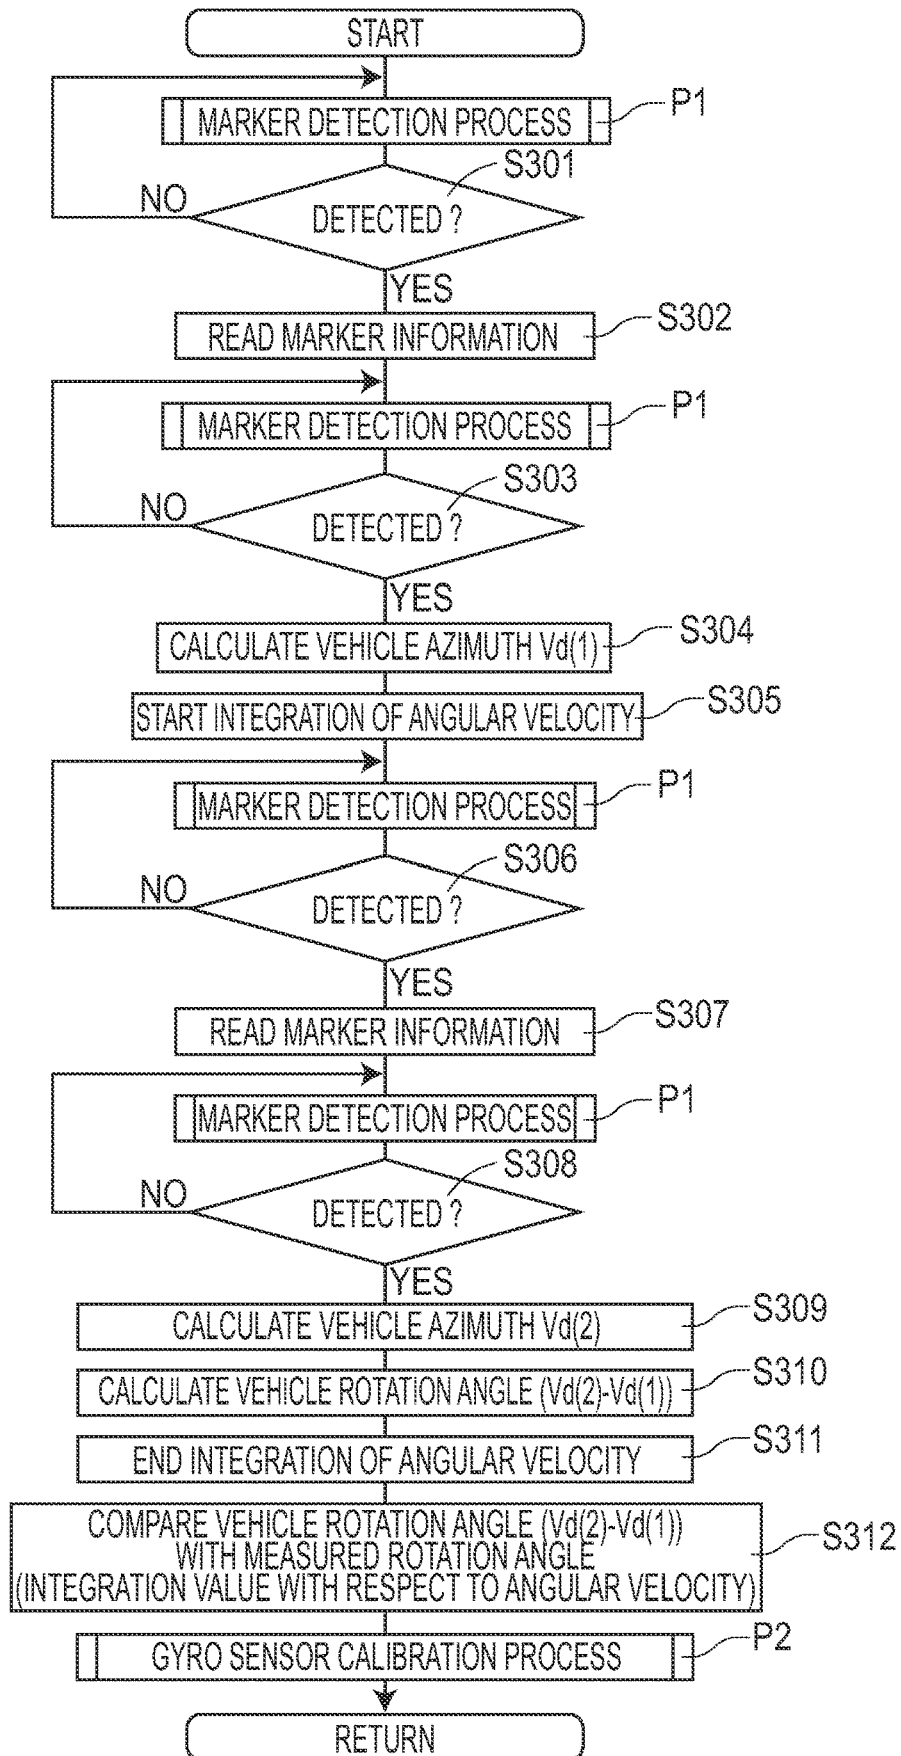 START
MARKER DETECTION PROCESS
P1
S301
DETECTED ?
NO
YES
READ MARKER INFORMATION
S302
MARKER DETECTION PROCESS
P1
S303
DETECTED ?
NO
YES
CALCULATE VEHICLE AZIMUTH Vd(1)
S304
START INTEGRATION OF ANGULAR VELOCITY
S305
MARKER DETECTION PROCESS
P1
S306
DETECTED ?
NO
YES
READ MARKER INFORMATION
S307
MARKER DETECTION PROCESS
P1
S308
DETECTED ?
NO
YES
CALCULATE VEHICLE AZIMUTH Vd(2)
S309
CALCULATE VEHICLE ROTATION ANGLE (Vd(2)-Vd(1))
S310
END INTEGRATION OF ANGULAR VELOCITY
S311
COMPARE VEHICLE ROTATION ANGLE (Vd(2)-Vd(1))
WITH MEASURED ROTATION ANGLE
(INTEGRATION VALUE WITH RESPECT TO ANGULAR VELOCITY)
S312
GYRO SENSOR CALIBRATION PROCESS
P2
RETURN